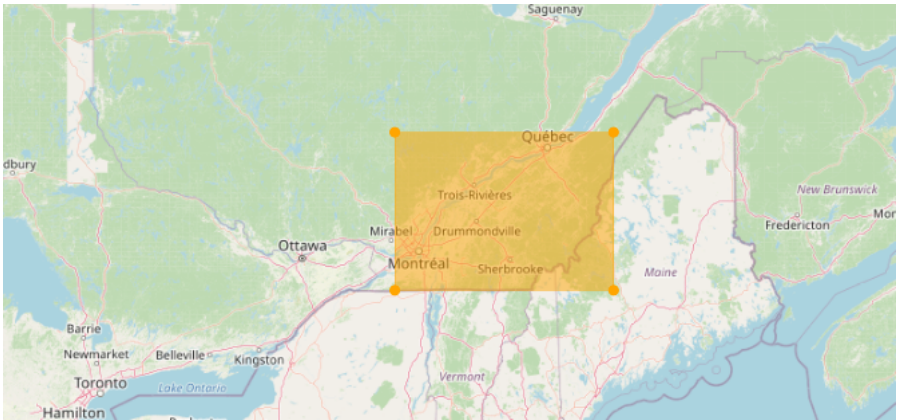 Saguenay
Québec
dbury
Trois-Rivières
New Brunswick
Mor
Fredericton
Mirabel
Drummondville
Ottawa
Montréal
Sherbrooke
Maine
Barrie
Newmarket
Belleville
Kingston
Vermont
Toronto
Lake Ontario
Hamilton